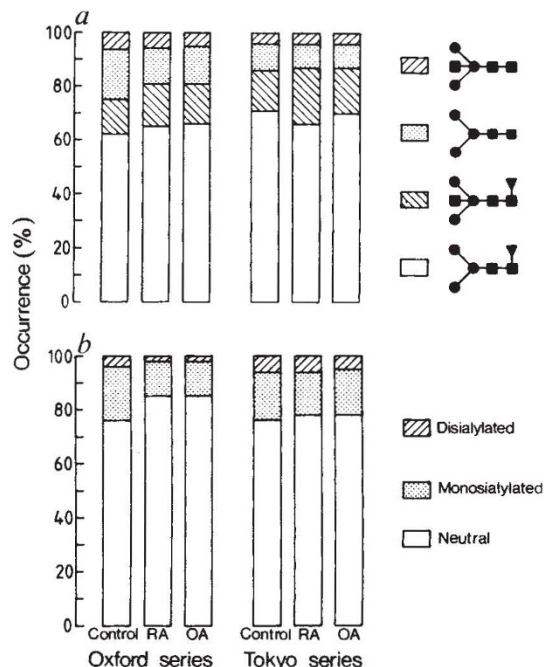 a
100
80
60
40
20
0
Occurrence (%)
b
100
80
60
40
20
0
Disialylated
Monosialylated
Neutral
Control RA OA Control RA OA
Oxford series Tokyo series